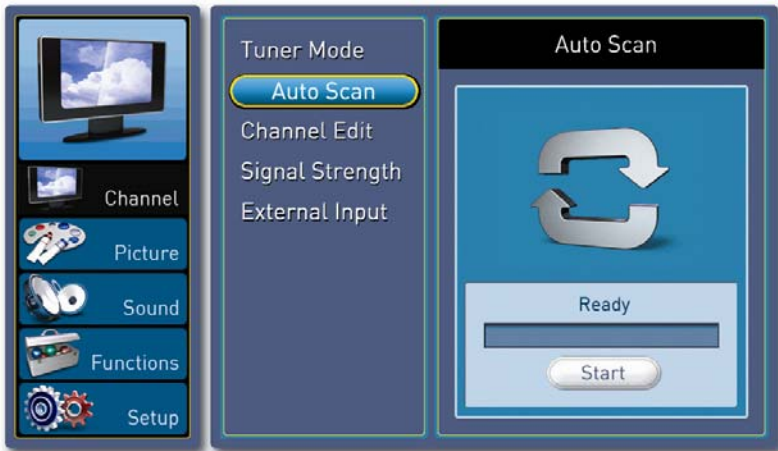 Channel
Picture
Sound
Functions
Setup
Tuner Mode
Auto Scan
Channel Edit
Signal Strength
External Input
Auto Scan
Ready
Start